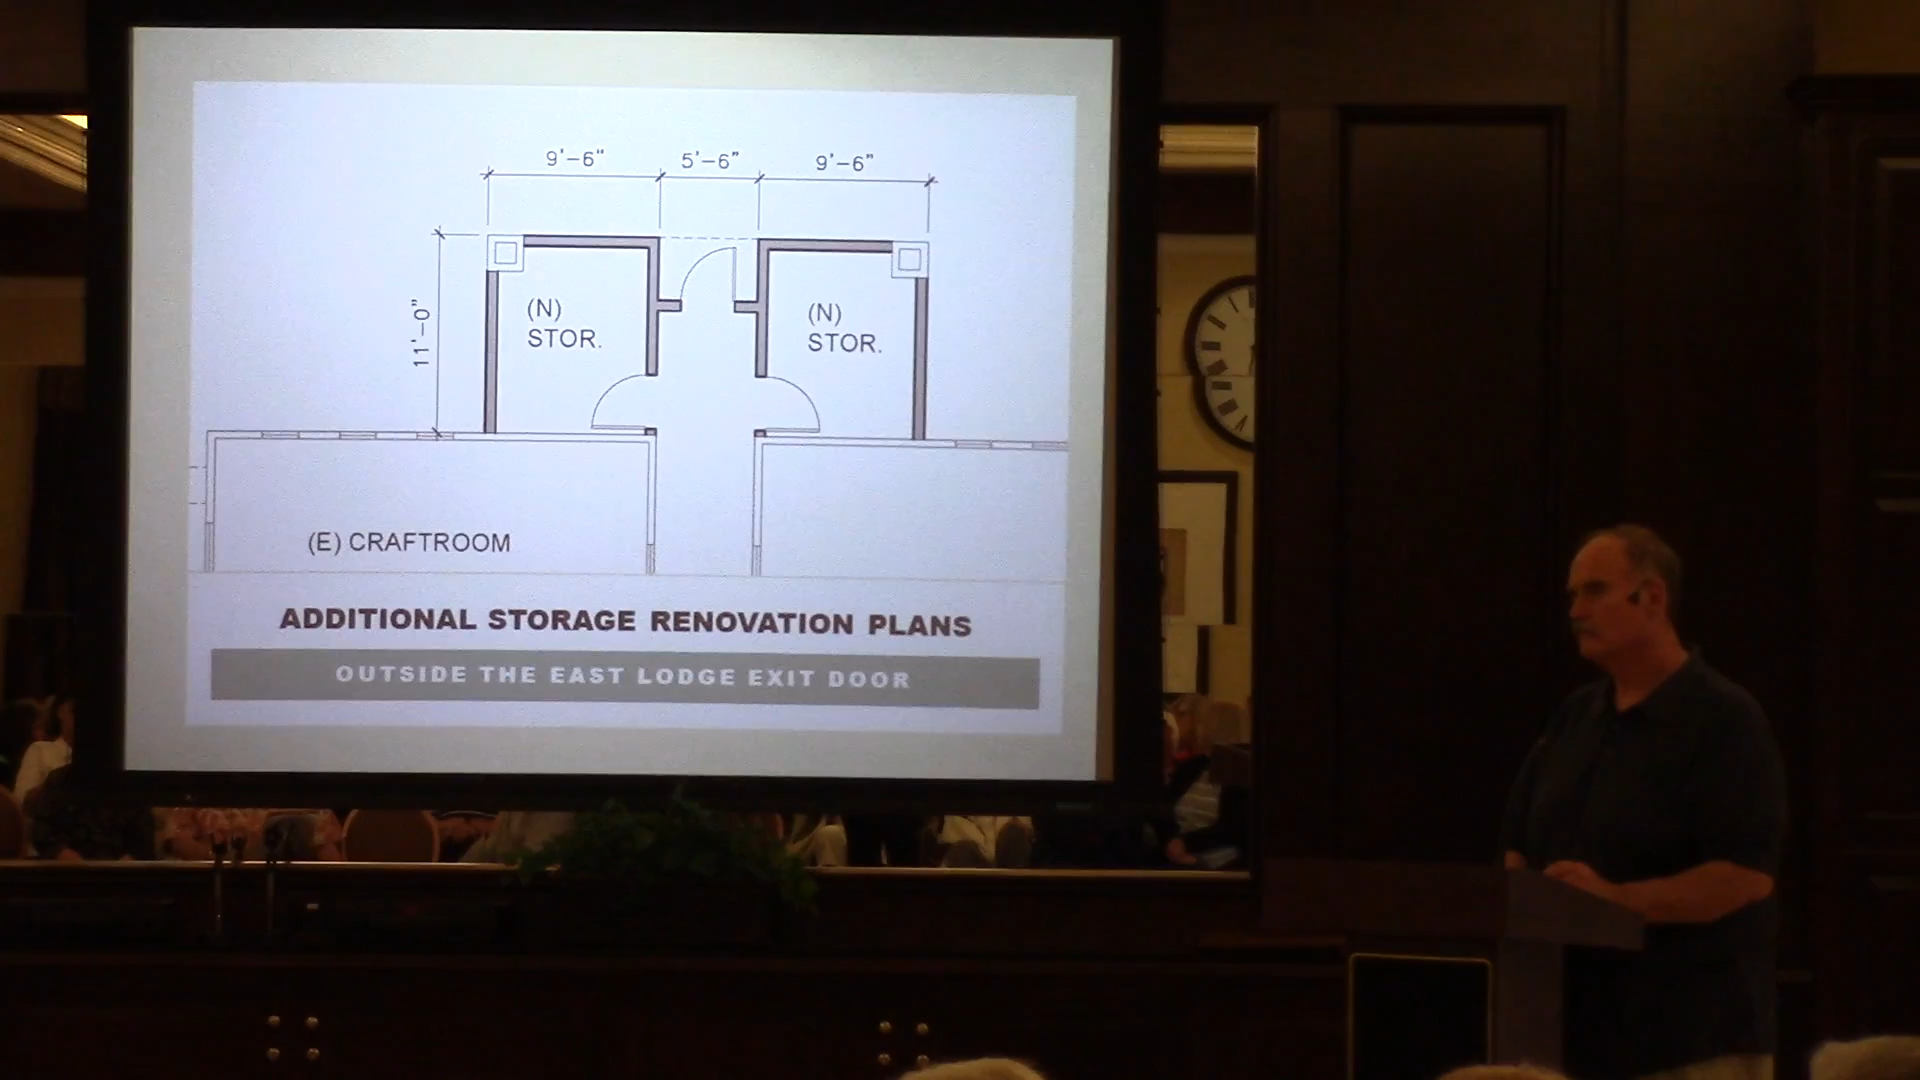 9'-6" 5'-6" 9'-6"
11'-0"
(N)
STOR.
(N)
STOR.
(E) CRAFTROOM
ADDITIONAL STORAGE RENOVATION PLANS
OUTSIDE THE EAST LODGE EXIT DOOR